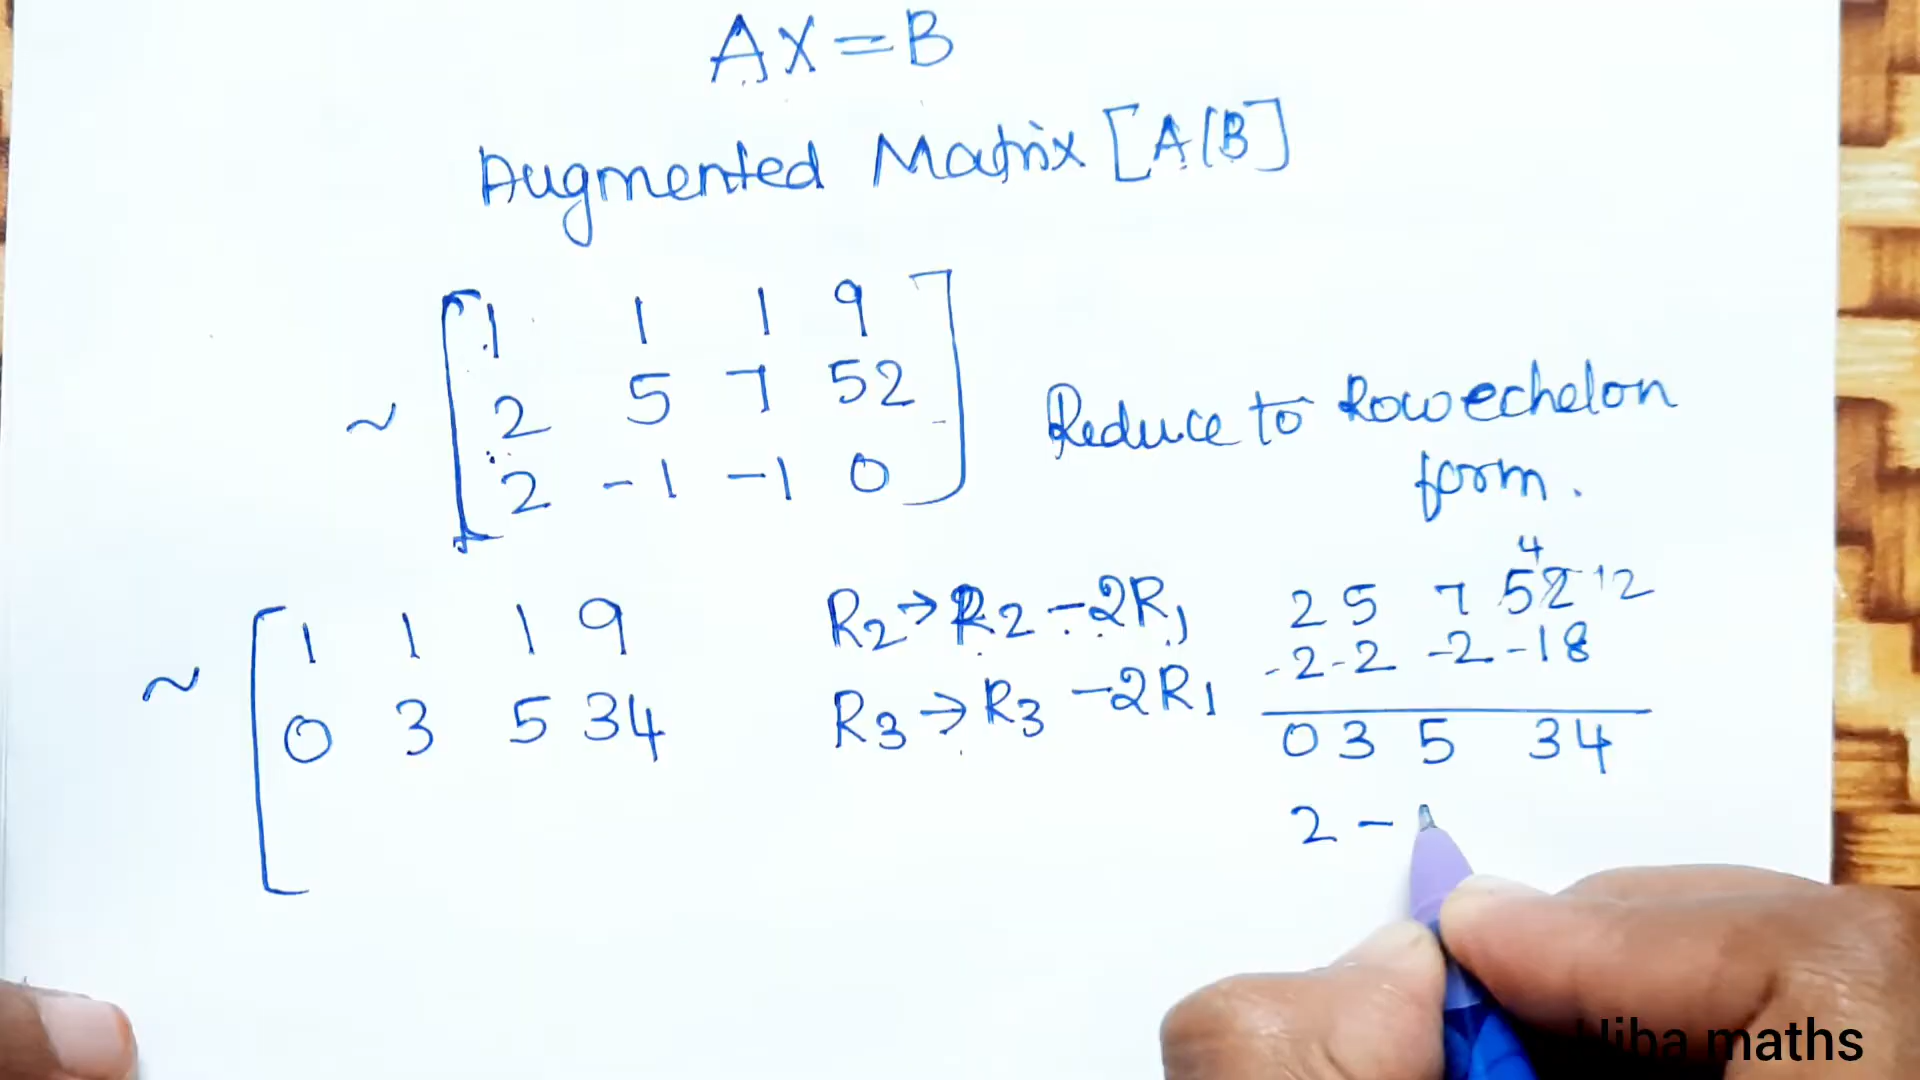 AX=B
Augmented Matrix [A|B]
1 1 1 9
~ 2 5 7 52
2 -1 -1 0
Reduce to Row echelon
form.
~ 1 1 1 9
0 3 5 34
R2→R2-2R1
R3→R3-2R1
4
2 5 7 52 12
-2-2 -2-18
0 3 5 34
2 -
Hiba maths